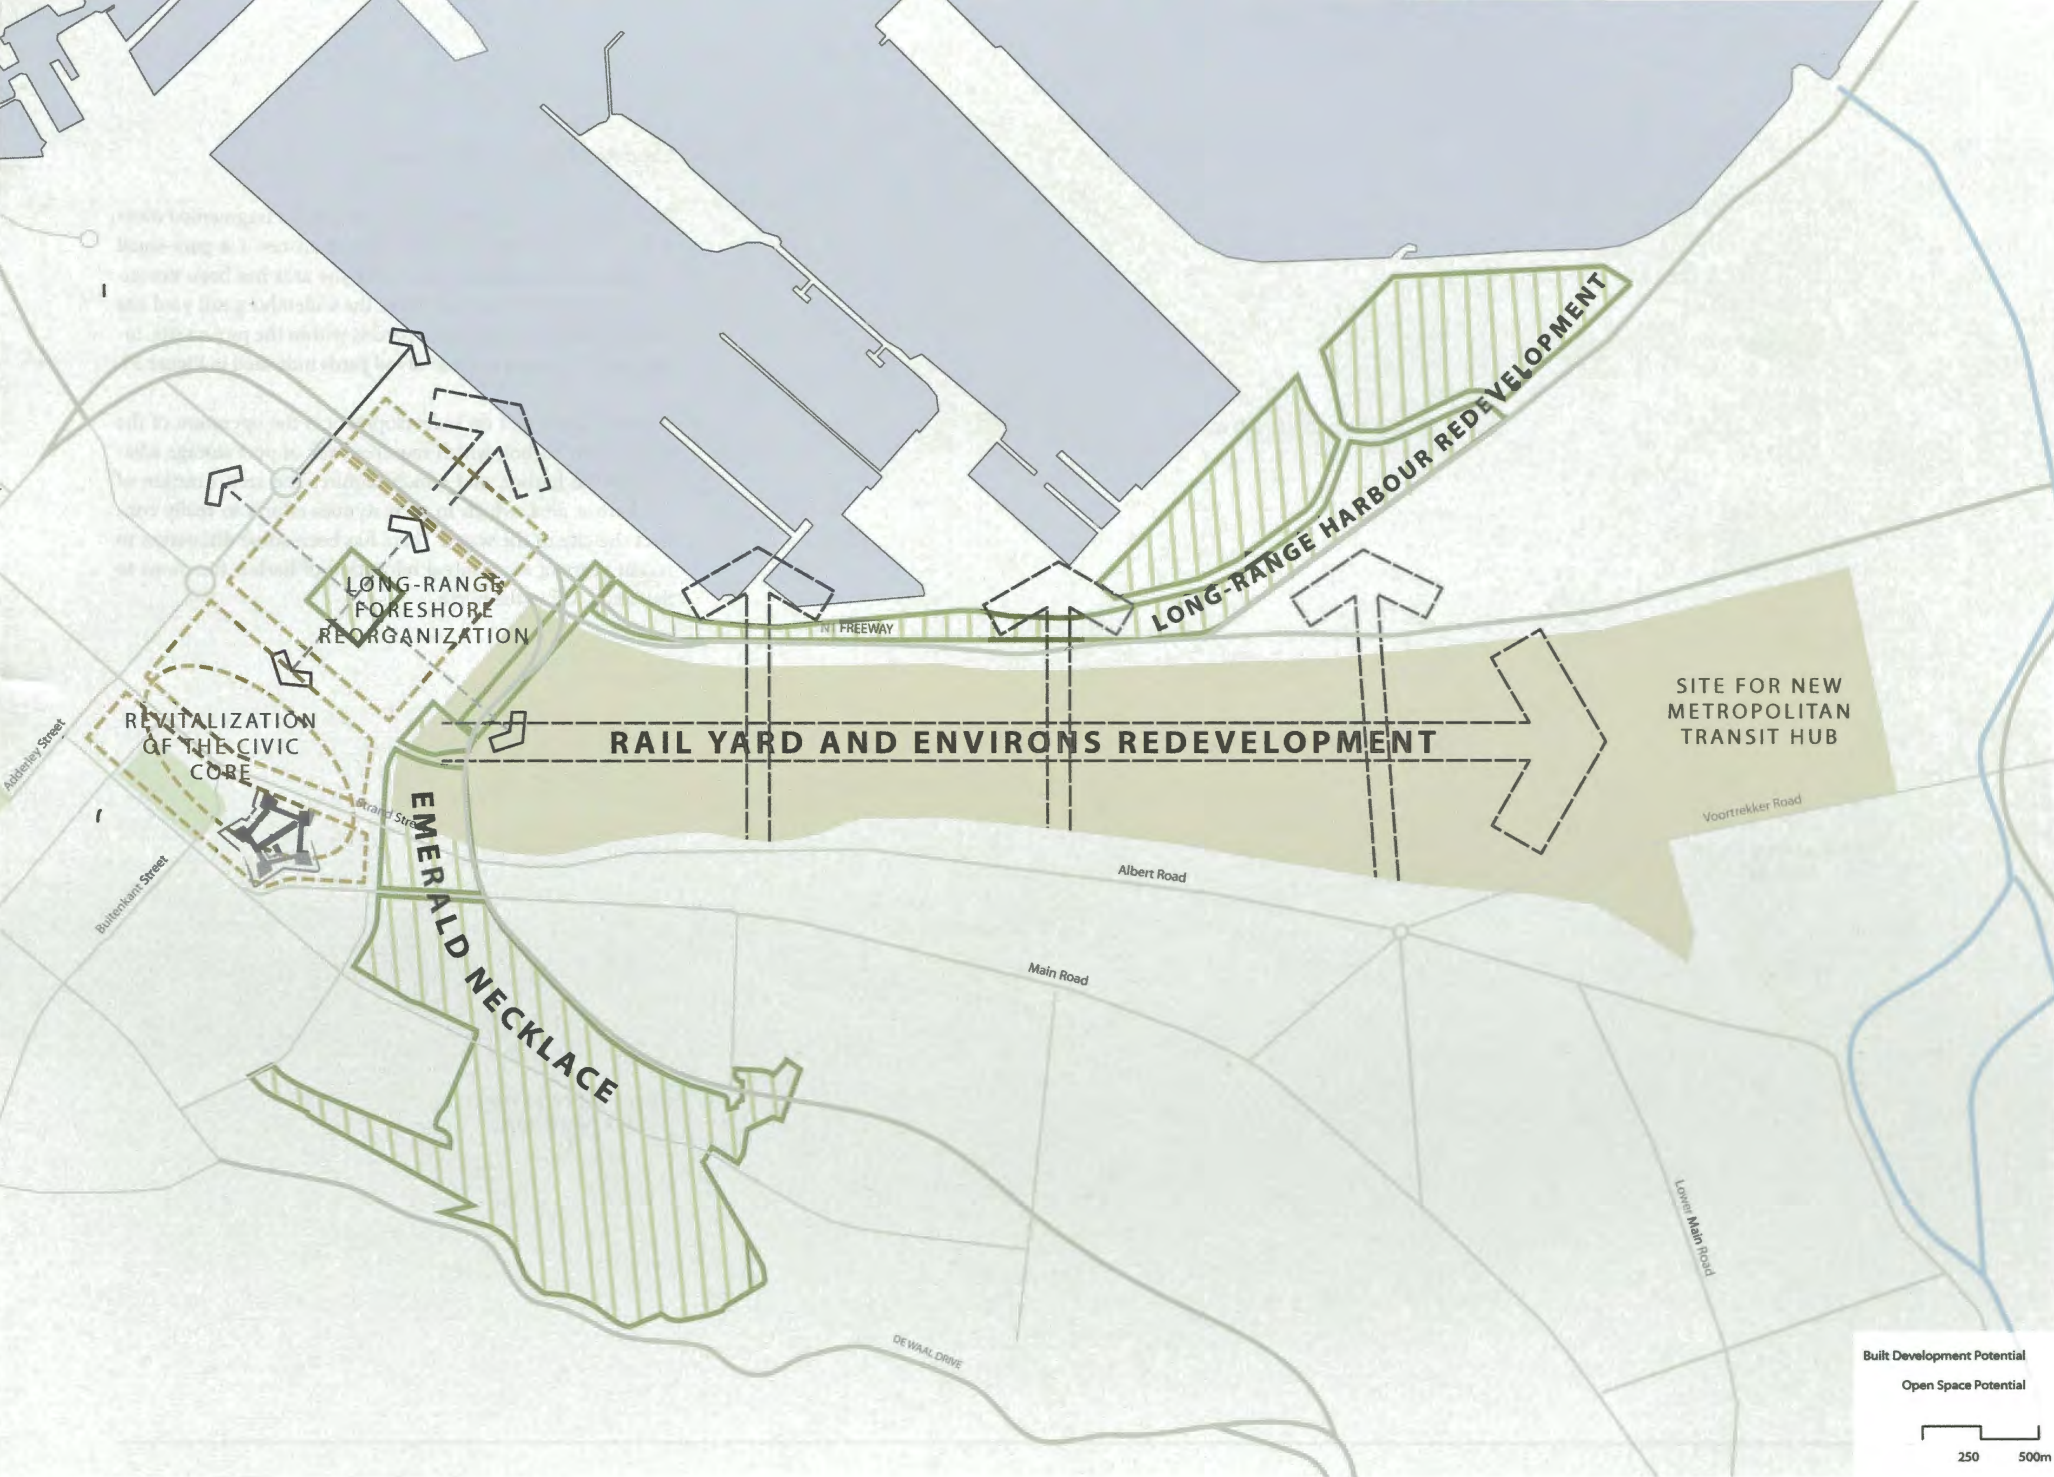 LONG-RANGE HARBOUR REDEVELOPMENT
LONG-RANGE
FORESHORE
REORGANIZATION
N1 FREEWAY
SITE FOR NEW
METROPOLITAN
TRANSIT HUB
REVITALIZATION
OF THE CIVIC
CORE
RAIL YARD AND ENVIRONS REDEVELOPMENT
Adderley Street
Strand Street
Voortrekker Road
Buitenkant Street
EMERALD NECKLACE
Albert Road
Main Road
Lower Main Road
DE WAAL DRIVE
Built Development Potential
Open Space Potential
250 500m